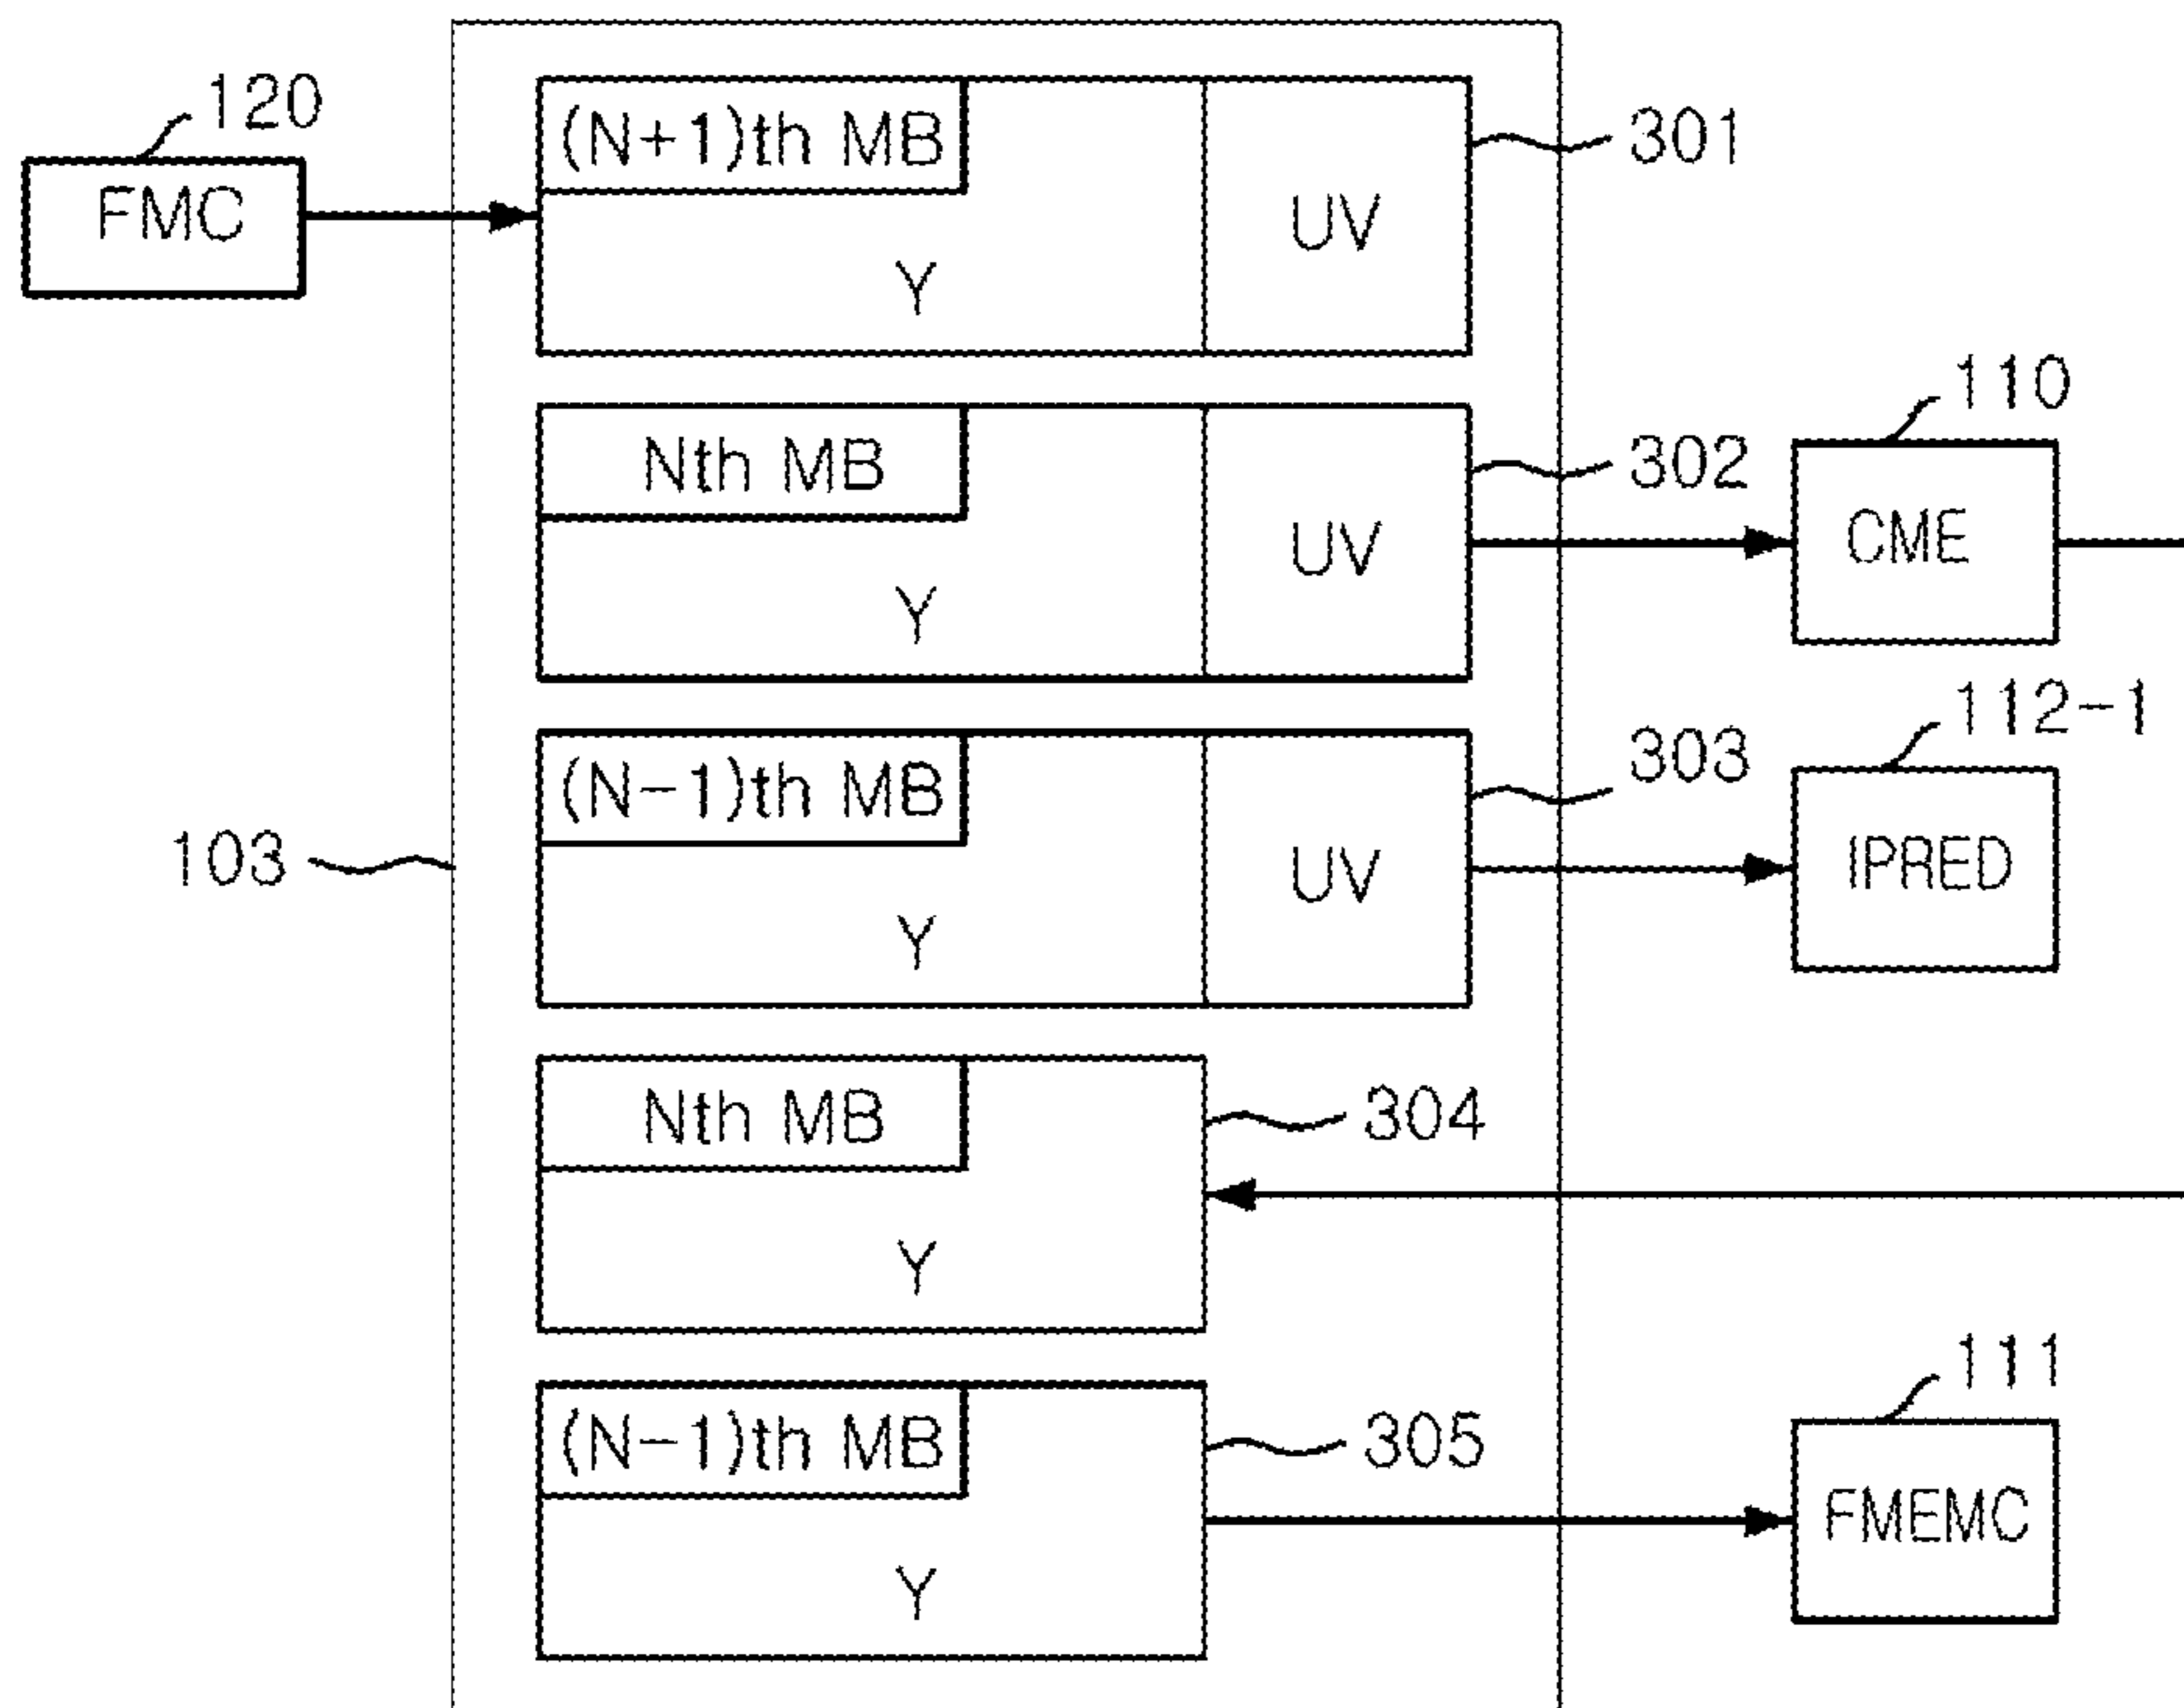 120
FMC
(N+1)th MB
Y
UV
301
Nth MB
Y
UV
302
110
CME
(N-1)th MB
Y
UV
303
112-1
IPRED
103
Nth MB
Y
304
(N-1)th MB
Y
305
111
FMEMC